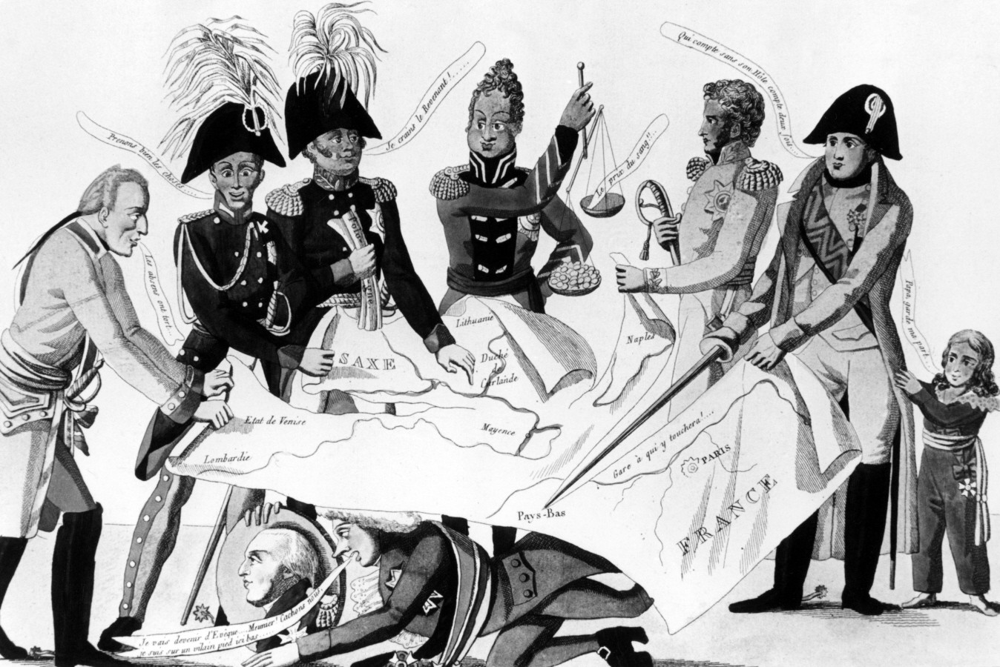 Qui compte sans son Hôte compte deux fois...
Je crains le Revenant!......
Prenons bien les choses
Le prix du sang!!...
Les absens ont tort...
Pologne
Papa, garde ma part...
Lithuanie
Duché
de
Curlande
Naples
SAXE
Etat de Venise
Mayence
Lombardie
Gare à qui y touchera!....
PARIS
Pays-Bas
FRANCE
Je vais devenir d'Evêque....Meunier! Cachons nous
je suis sur un vilain pied ici bas......